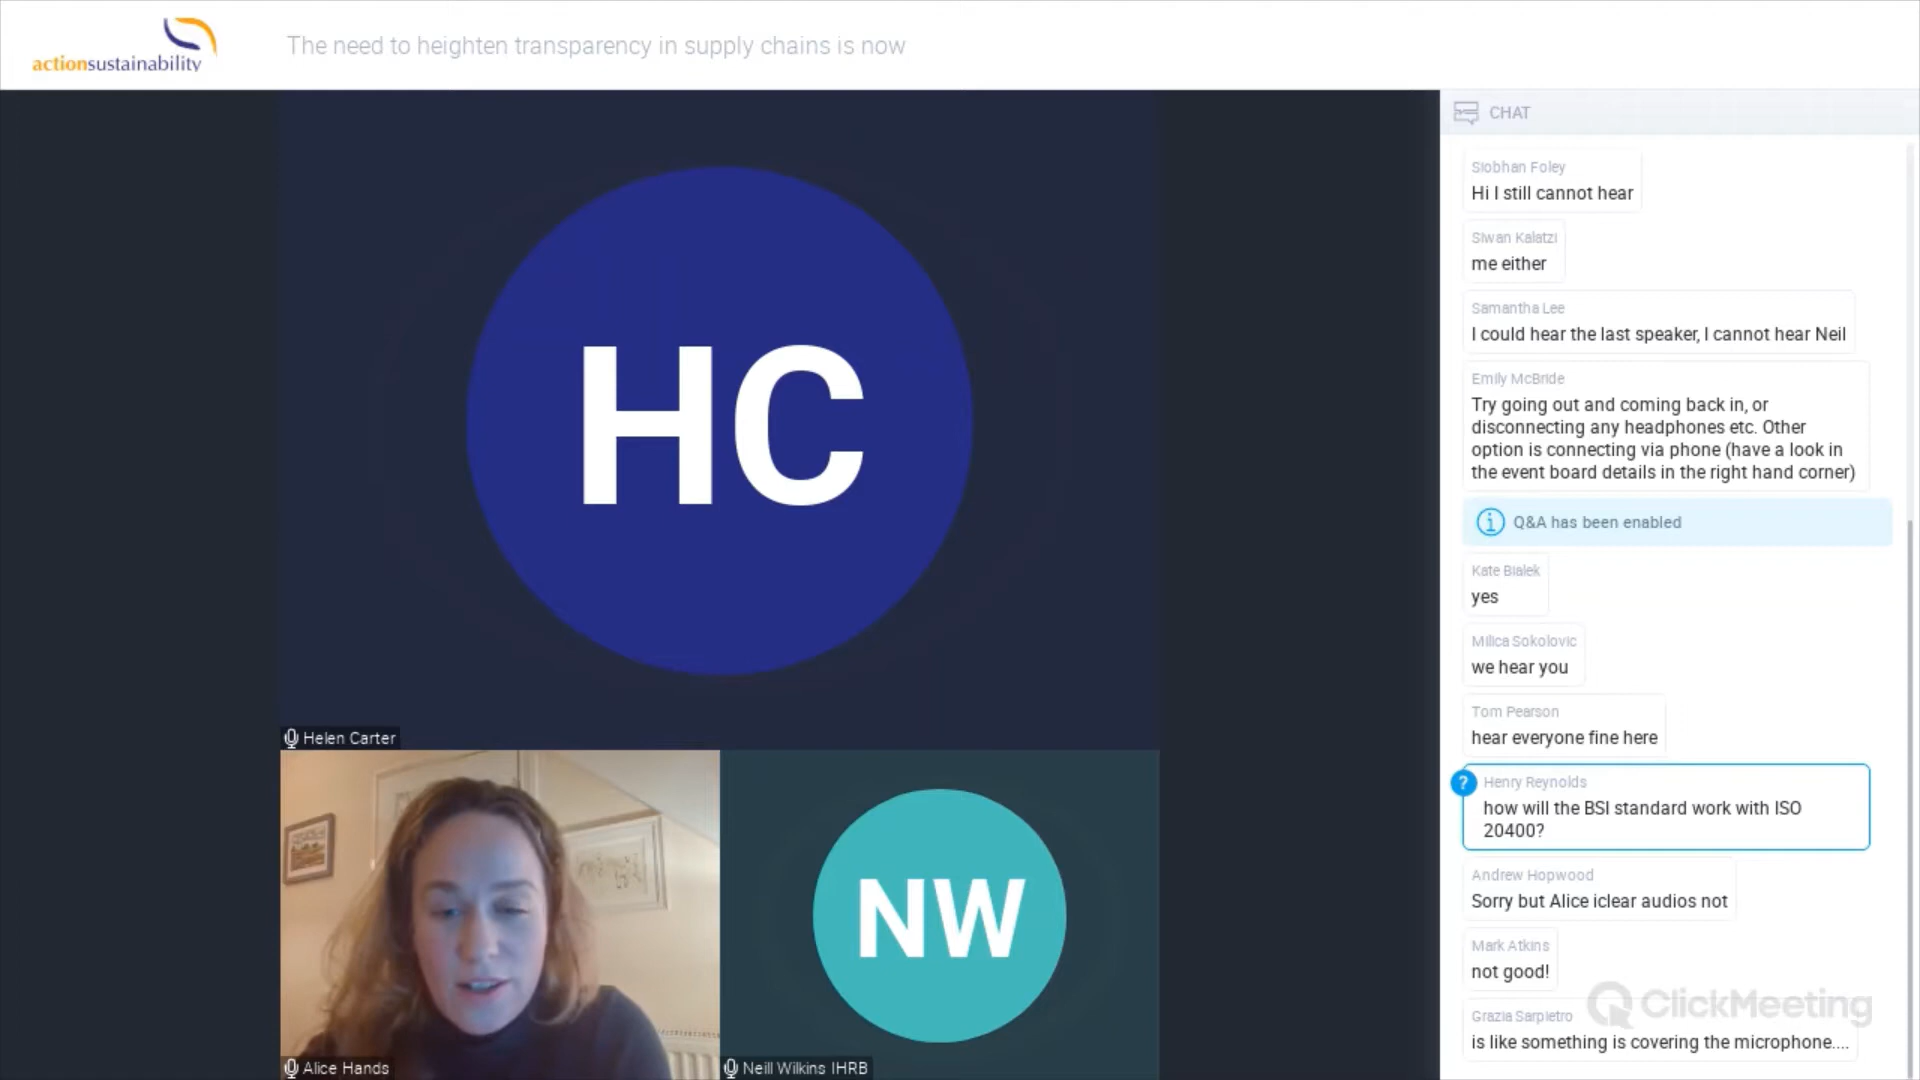 actionsustainability
The need to heighten transparency in supply chains is now
HC
Helen Carter
Alice Hands
NW
Neill Wilkins IHRB
CHAT
Siobhan Foley
Hi I still cannot hear
Siwan Kalatzi
me either
Samantha Lee
I could hear the last speaker, I cannot hear Neil
Emily McBride
Try going out and coming back in, or
disconnecting any headphones etc. Other
option is connecting via phone (have a look in
the event board details in the right hand corner)
Q&A has been enabled
Kate Bialek
yes
Milica Sokolovic
we hear you
Tom Pearson
hear everyone fine here
?
Henry Reynolds
how will the BSI standard work with ISO
20400?
Andrew Hopwood
Sorry but Alice iclear audios not
Mark Atkins
not good!
Grazia Sarpietro
is like something is covering the microphone....
ClickMeeting